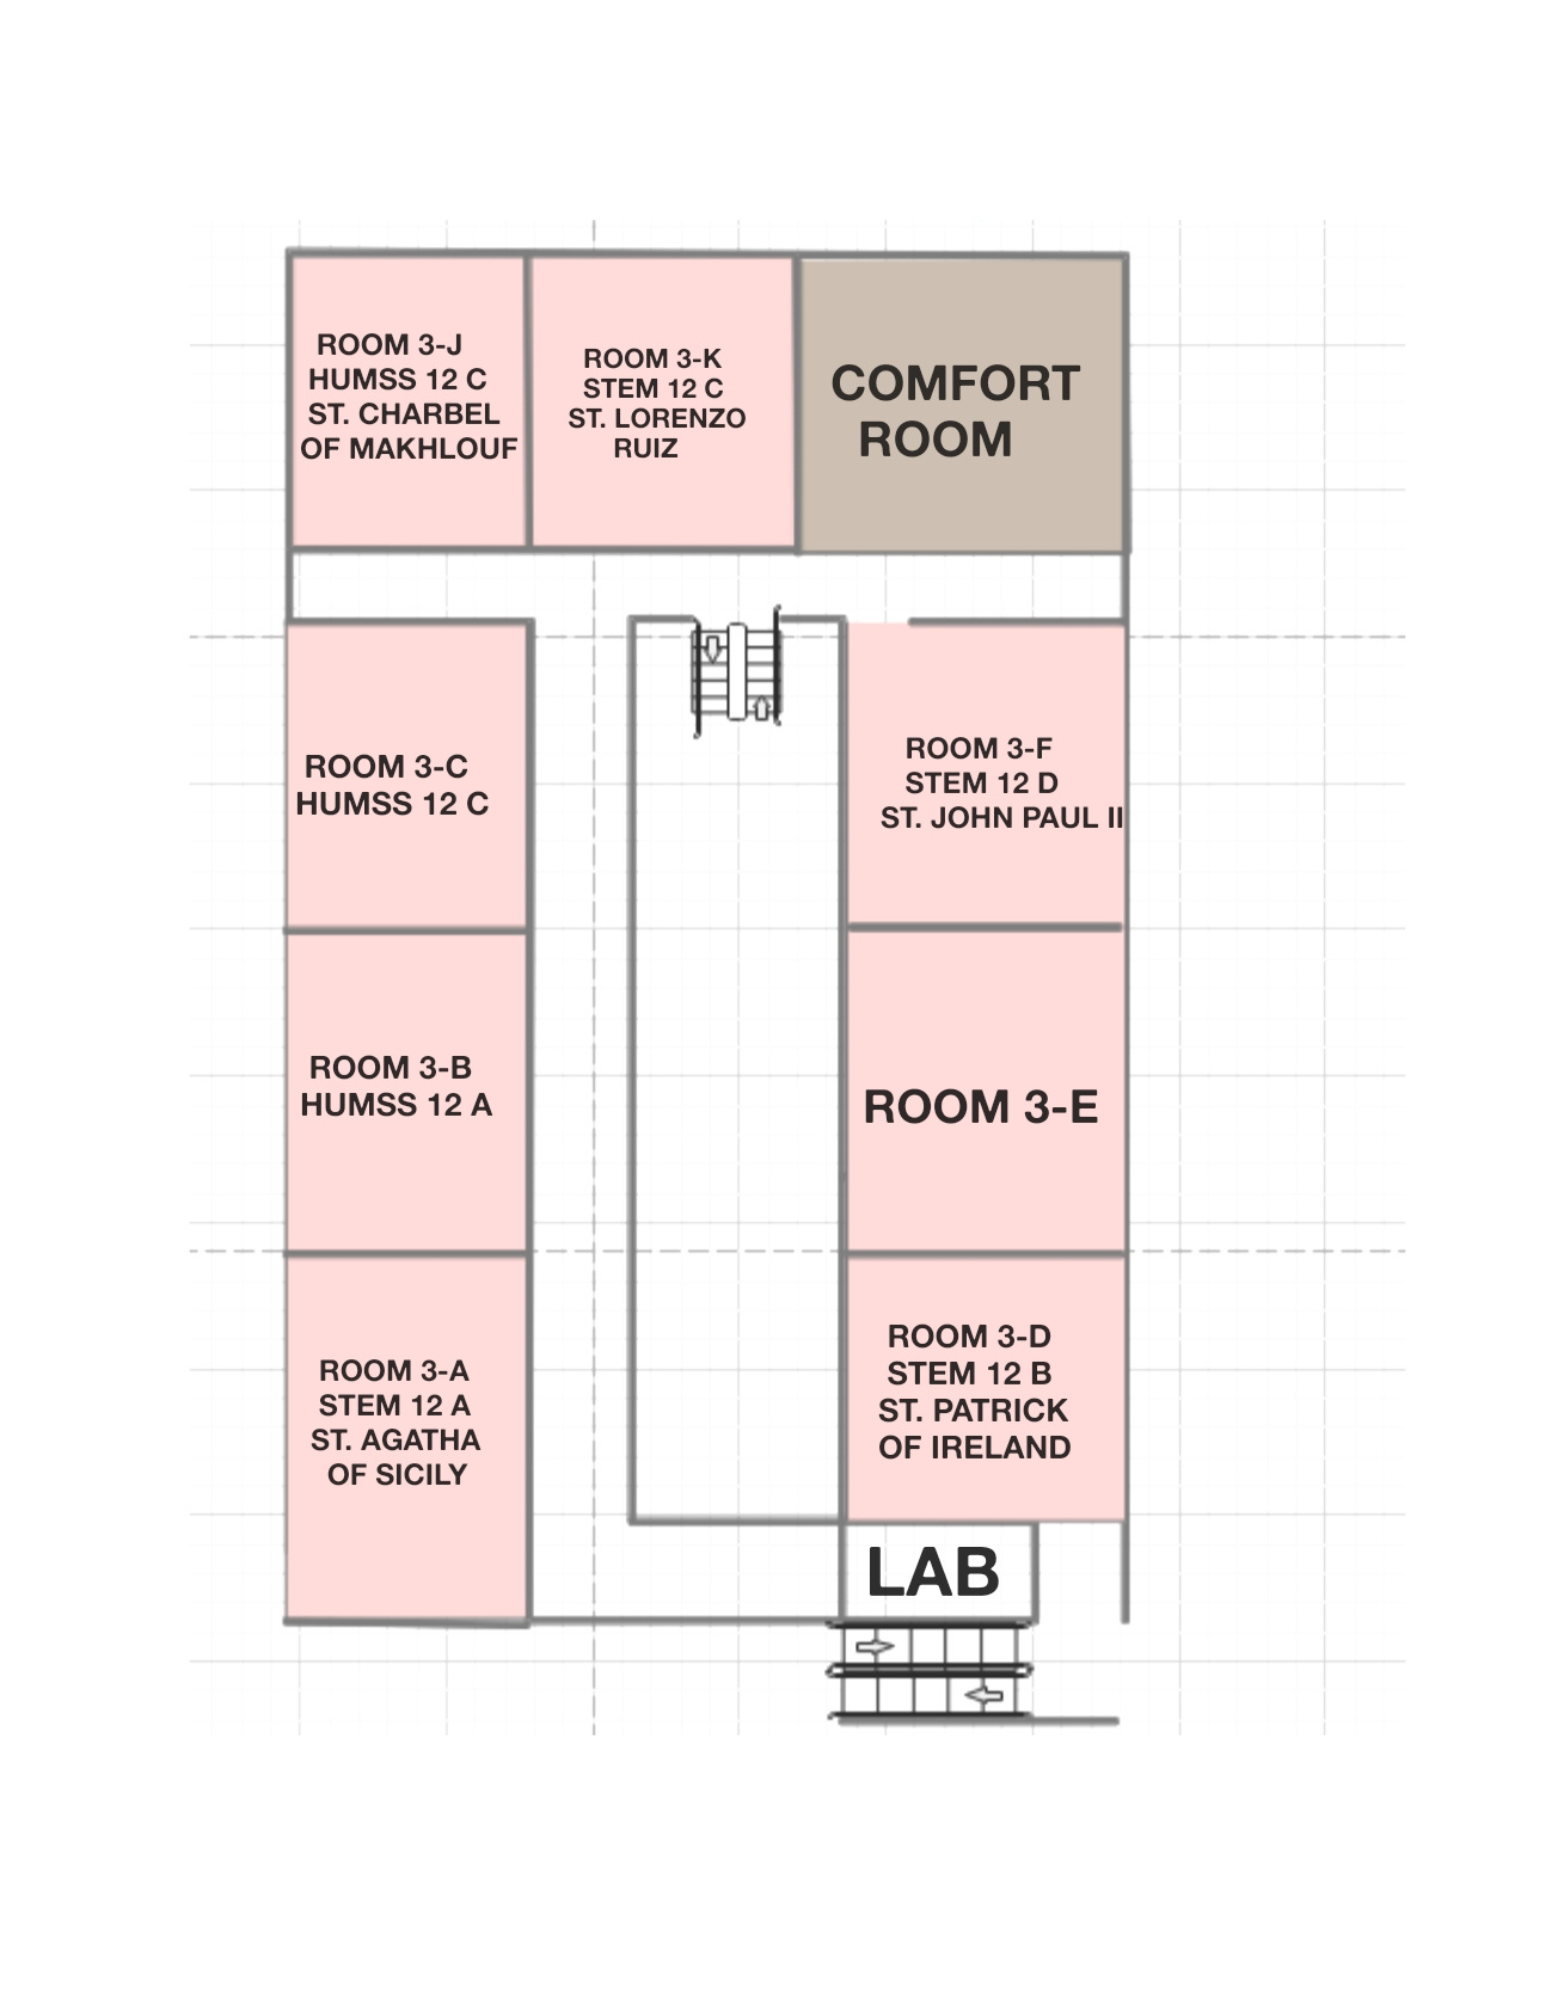 ROOM 3-J
HUMSS 12 C
ST. CHARBEL
OF MAKHLOUF
ROOM 3-K
STEM 12 C
ST. LORENZO
RUIZ
COMFORT
ROOM
ROOM 3-C
HUMSS 12 C
ROOM 3-F
STEM 12 D
ST. JOHN PAUL II
ROOM 3-B
HUMSS 12 A
ROOM 3-E
ROOM 3-A
STEM 12 A
ST. AGATHA
OF SICILY
ROOM 3-D
STEM 12 B
ST. PATRICK
OF IRELAND
LAB